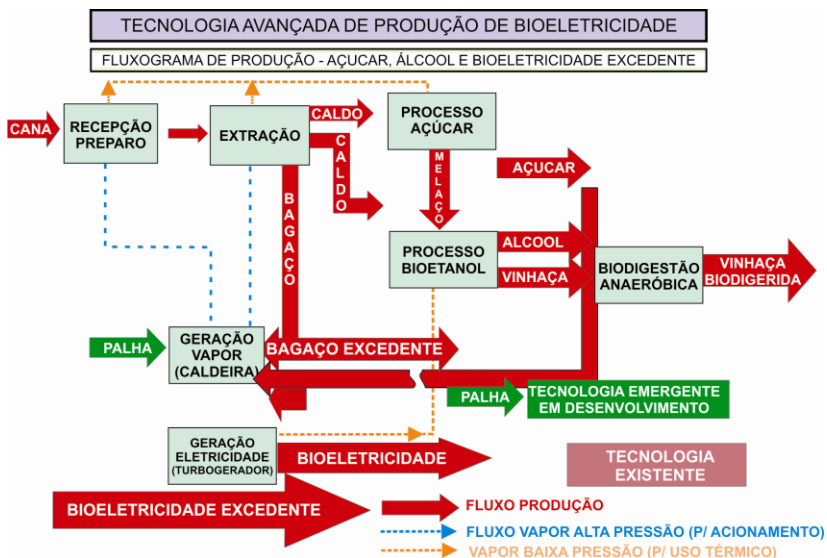 TECNOLOGIA AVANÇADA DE PRODUÇÃO DE BIOELETRICIDADE
FLUXOGRAMA DE PRODUÇÃO - AÇUCAR, ÁLCOOL E BIOELETRICIDADE EXCEDENTE
CANA
RECEPÇÃO
PREPARO
EXTRAÇÃO
CALDO
CALDO
PROCESSO
AÇÚCAR
MELAÇO
AÇUCAR
BAGAÇO
PROCESSO
BIOETANOL
ALCOOL
VINHAÇA
BIODIGESTÃO
ANAERÓBICA
VINHAÇA
BIODIGERIDA
PALHA
GERAÇÃO
VAPOR
(CALDEIRA)
BAGAÇO EXCEDENTE
PALHA
TECNOLOGIA EMERGENTE
EM DESENVOLVIMENTO
GERAÇÃO
ELETRICIDADE
(TURBOGERADOR)
BIOELETRICIDADE
TECNOLOGIA
EXISTENTE
BIOELETRICIDADE EXCEDENTE
FLUXO PRODUÇÃO
FLUXO VAPOR ALTA PRESSÃO (P/ ACIONAMENTO)
VAPOR BAIXA PRESSÃO (P/ USO TÉRMICO)